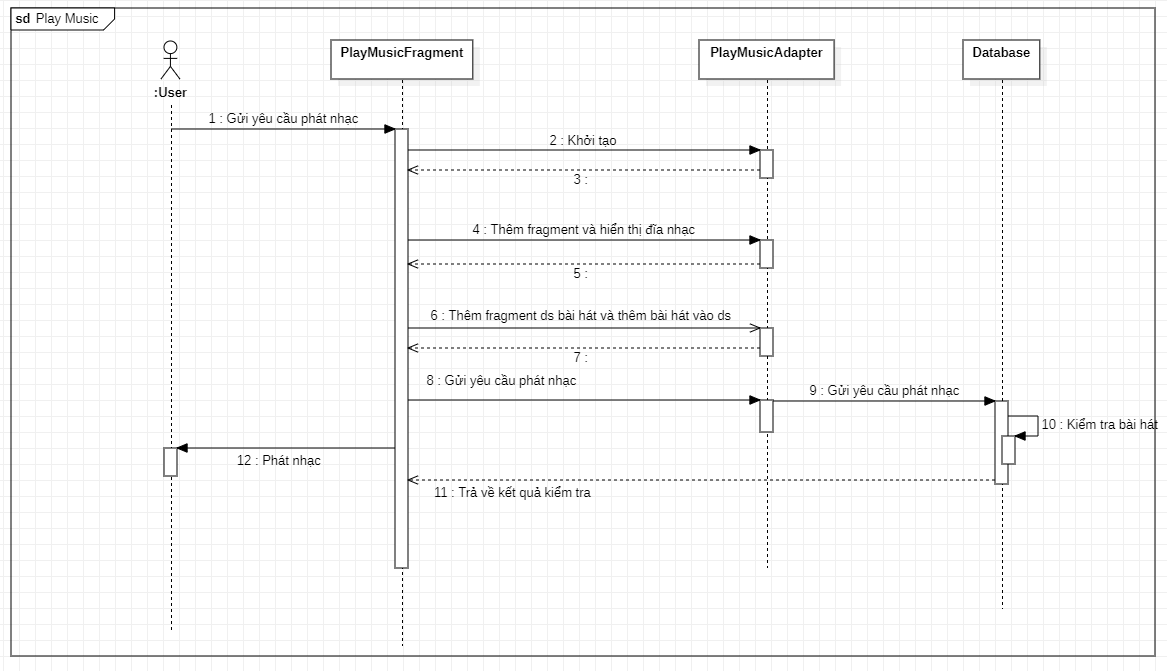 sd Play Music
PlayMusicFragment
PlayMusicAdapter
Database
:User
1 : Gửi yêu cầu phát nhạc
2 : Khởi tạo
3 :
4 : Thêm fragment và hiển thị đĩa nhạc
5 :
6 : Thêm fragment ds bài hát và thêm bài hát vào ds
7 :
8 : Gửi yêu cầu phát nhạc
9 : Gửi yêu cầu phát nhạc
10 : Kiểm tra bài hát
12 : Phát nhạc
11 : Trả về kết quả kiểm tra